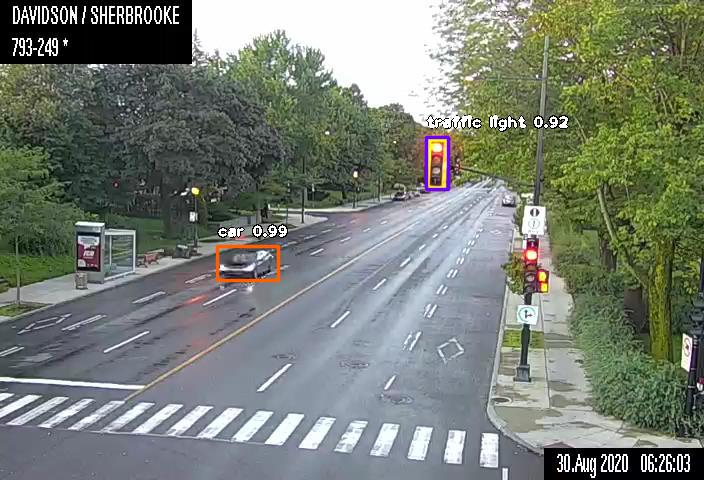 DAVIDSON / SHERBROOKE
793-249 *
traffic light 0.92
car 0.99
30.Aug 2020 06:26:03